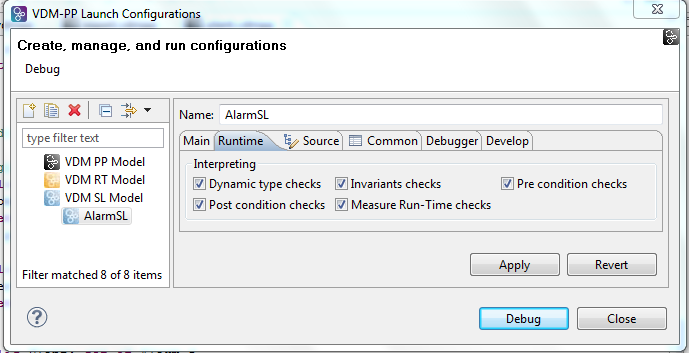 VDM-PP Launch Configurations
Create, manage, and run configurations
Debug
type filter text
VDM PP Model
VDM RT Model
VDM SL Model
AlarmSL
Filter matched 8 of 8 items
Name: AlarmSL
Main Runtime Source Common Debugger Develop
Interpreting
Dynamic type checks Invariants checks Pre condition checks
Post condition checks Measure Run-Time checks
Apply Revert
? Debug Close